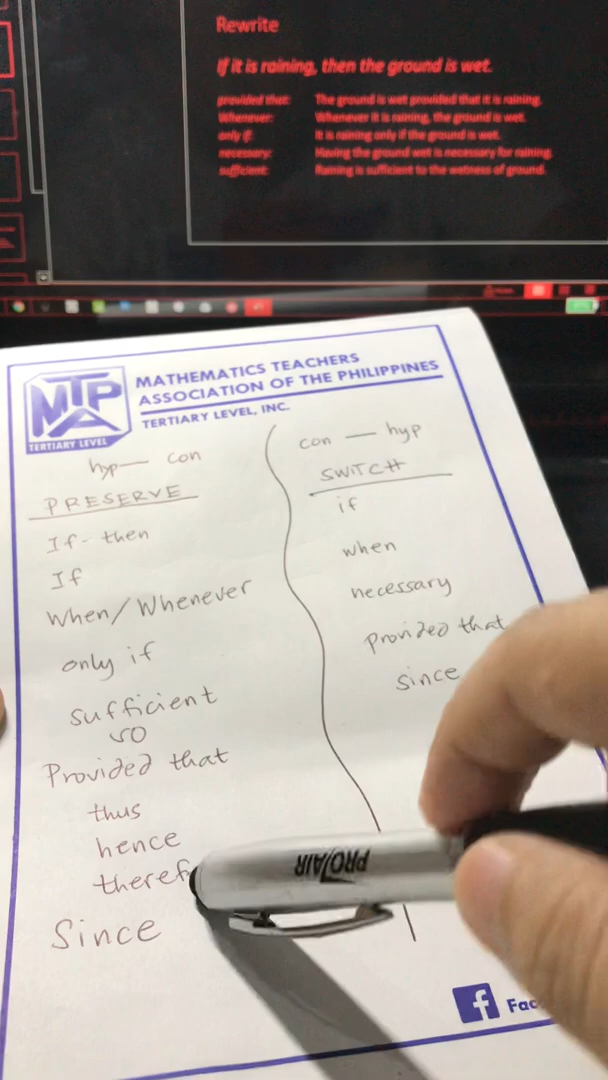 Rewrite
If it is raining, then the ground is wet.
provided that: The ground is wet provided that it is raining.
Whenever: Whenever it is raining, the ground is wet.
only if: It is raining only if the ground is wet.
necessary: Having the ground wet is necessary for raining.
sufficient: Raining is sufficient to the wetness of ground.
MTPA
TERTIARY LEVEL
MATHEMATICS TEACHERS
ASSOCIATION OF THE PHILIPPINES
TERTIARY LEVEL, INC.
hyp— con
PRESERVE
If- then
If
When/Whenever
only if
sufficient
so
Provided that
thus
hence
theref
Since
con — hyp
SWITCH
if
when
necessary
Provided that
since
PROTAIR
f Fac